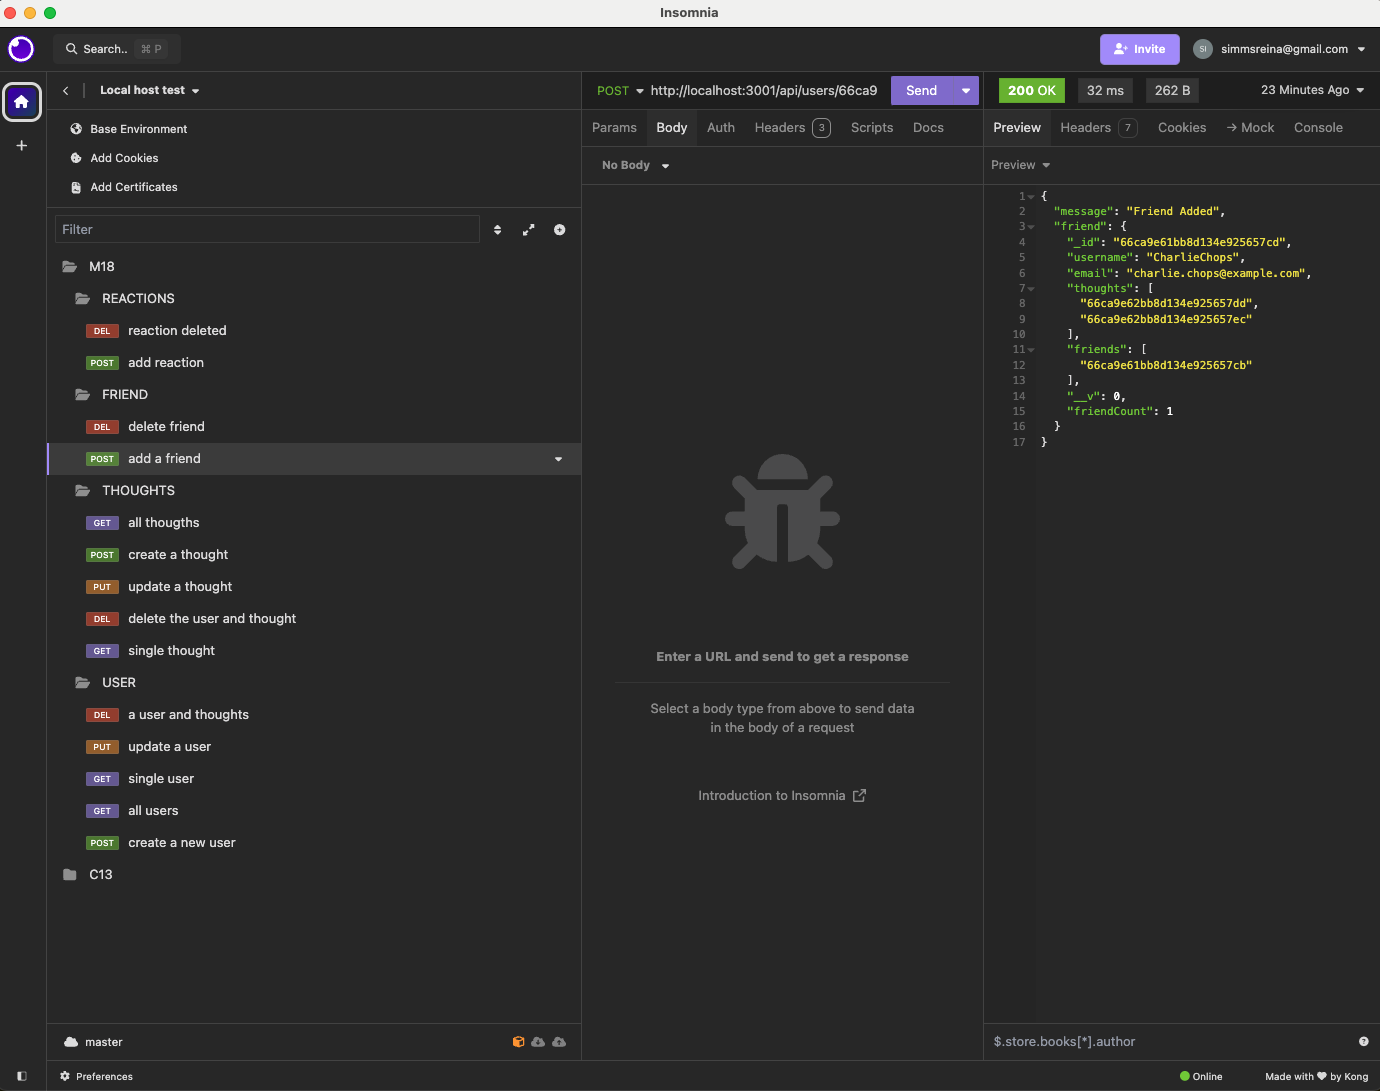 Insomnia
Search.. ⌘ P
Invite
SI
simmsreina@gmail.com
Local host test
Base Environment
Add Cookies
Add Certificates
Filter
M18
REACTIONS
DEL reaction deleted
POST add reaction
FRIEND
DEL delete friend
POST add a friend
THOUGHTS
GET all thougths
POST create a thought
PUT update a thought
DEL delete the user and thought
GET single thought
USER
DEL a user and thoughts
PUT update a user
GET single user
GET all users
POST create a new user
C13
master
Preferences
POST http://localhost:3001/api/users/66ca9 Send
Params Body Auth Headers 3 Scripts Docs
No Body
Enter a URL and send to get a response
Select a body type from above to send data
in the body of a request
Introduction to Insomnia
200 OK 32 ms 262 B 23 Minutes Ago
Preview Headers 7 Cookies → Mock Console
Preview
1 {
2 "message": "Friend Added",
3 "friend": {
4 "_id": "66ca9e61bb8d134e925657cd",
5 "username": "CharlieChops",
6 "email": "charlie.chops@example.com",
7 "thoughts": [
8 "66ca9e62bb8d134e925657dd",
9 "66ca9e62bb8d134e925657ec"
10 ],
11 "friends": [
12 "66ca9e61bb8d134e925657cb"
13 ],
14 "__v": 0,
15 "friendCount": 1
16 }
17 }
$.store.books[*].author
Online
Made with ♥ by Kong